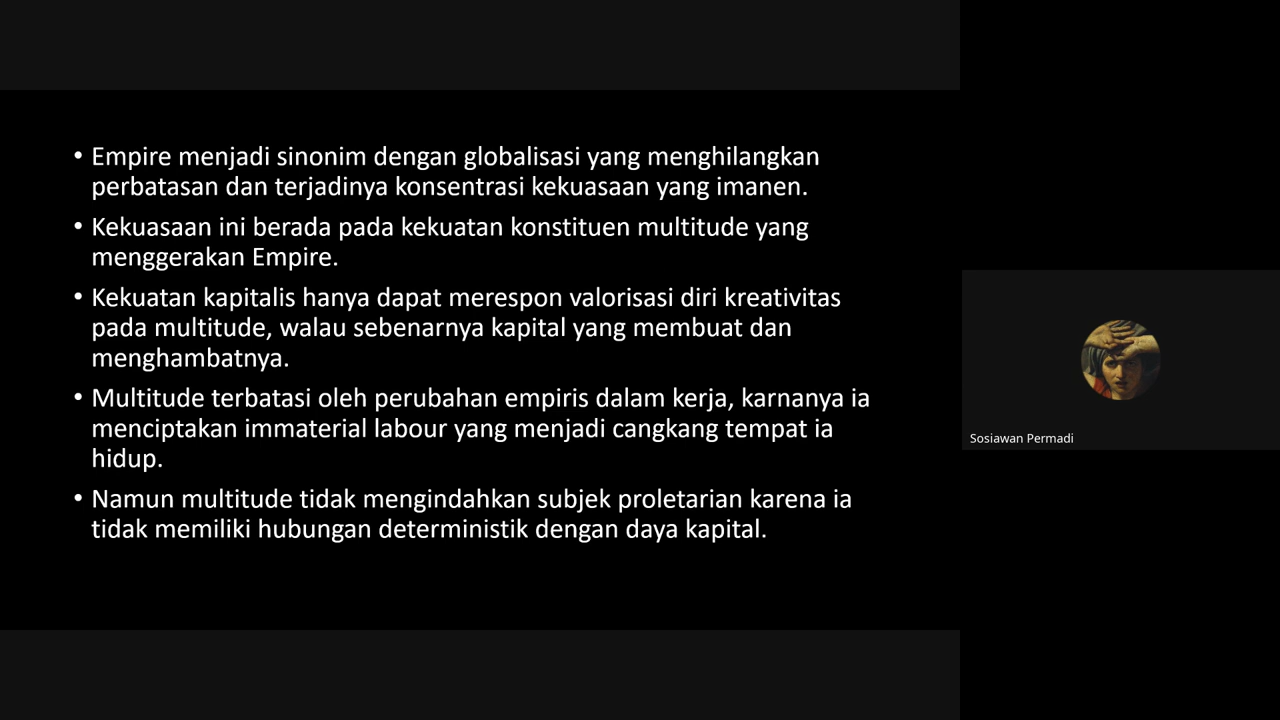 • Empire menjadi sinonim dengan globalisasi yang menghilangkan
perbatasan dan terjadinya konsentrasi kekuasaan yang imanen.
• Kekuasaan ini berada pada kekuatan konstituen multitude yang
menggerakan Empire.
• Kekuatan kapitalis hanya dapat merespon valorisasi diri kreativitas
pada multitude, walau sebenarnya kapital yang membuat dan
menghambatnya.
• Multitude terbatasi oleh perubahan empiris dalam kerja, karnanya ia
menciptakan immaterial labour yang menjadi cangkang tempat ia
hidup.
• Namun multitude tidak mengindahkan subjek proletarian karena ia
tidak memiliki hubungan deterministik dengan daya kapital.
Sosiawan Permadi